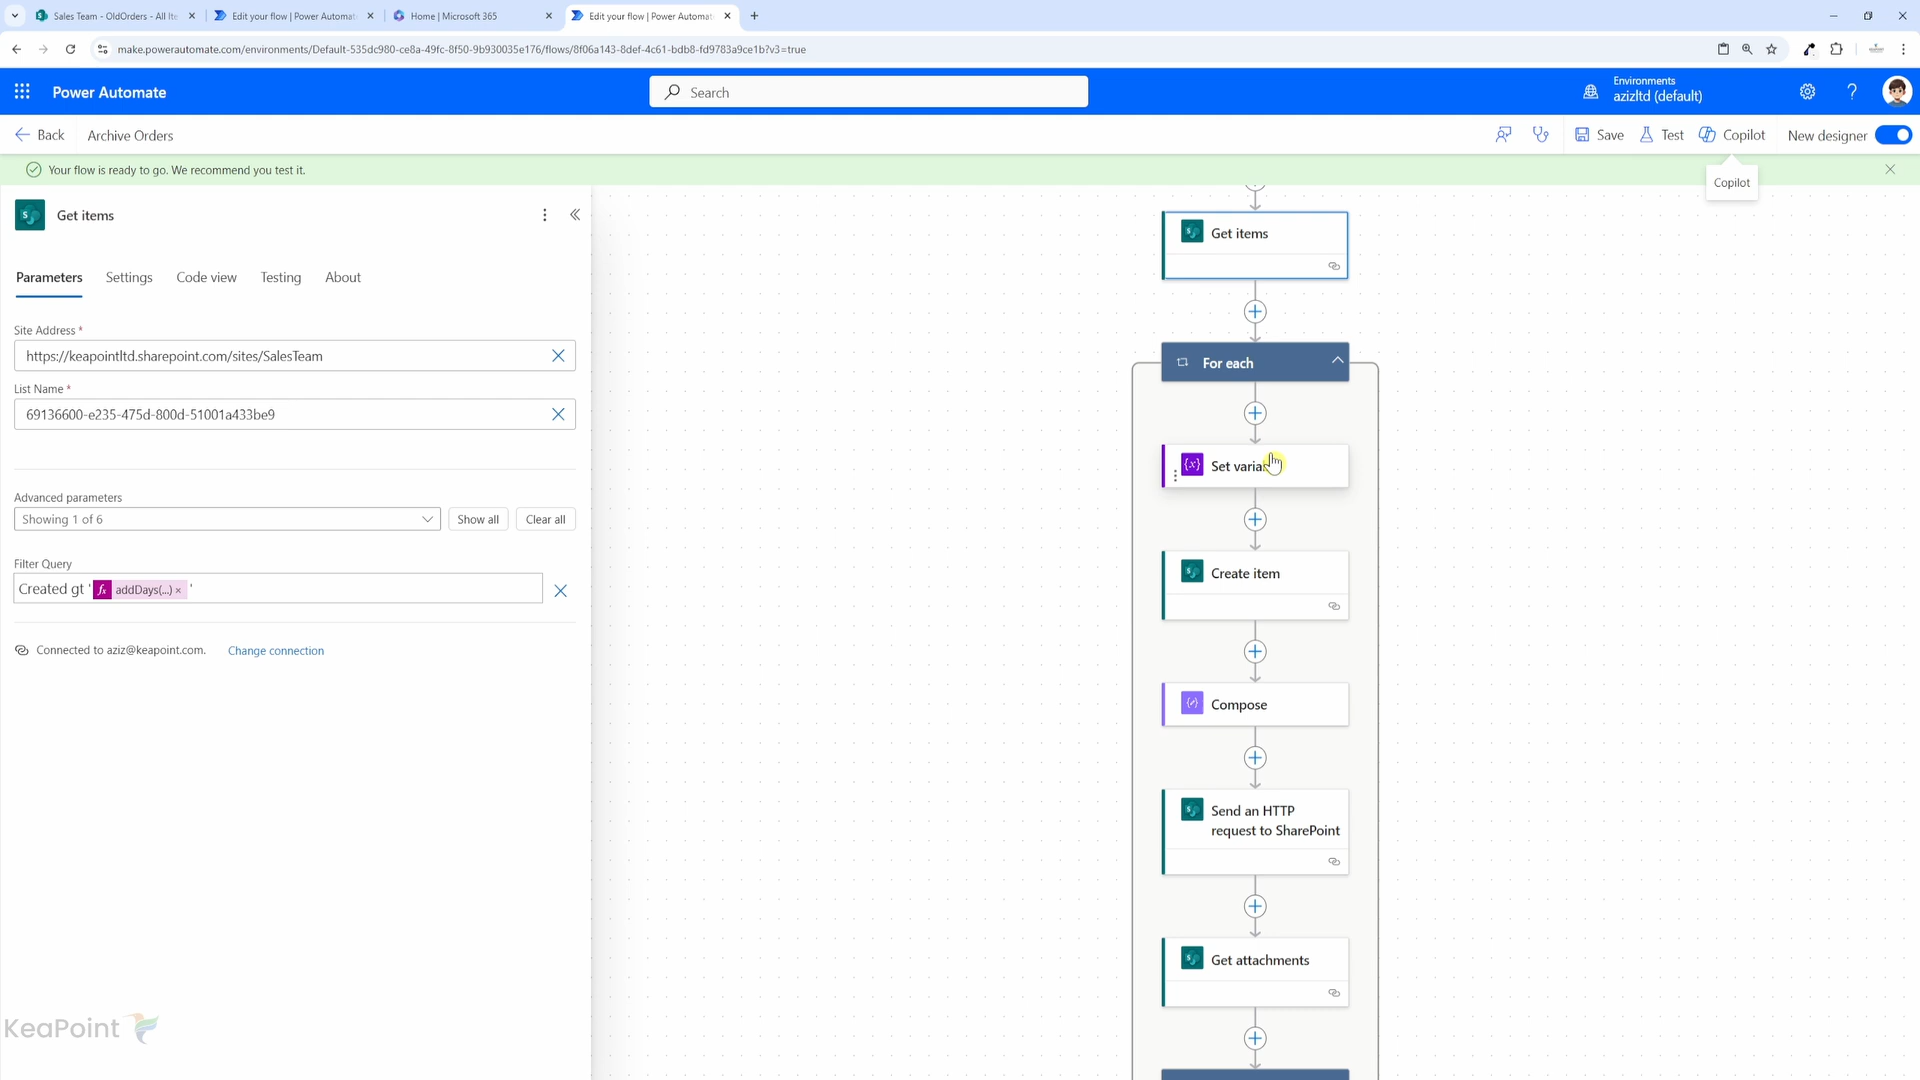 Sales Team - OldOrders - All Ite
Edit your flow | Power Automat
Home | Microsoft 365
Edit your flow | Power Automat
make.powerautomate.com/environments/Default-535dc980-ce8a-49fc-8f50-9b930035e176/flows/8f06a143-8def-4c61-bdb8-fd9783a9ce1b?v3=true
Power Automate
Search
Environments
azizltd (default)
Back
Archive Orders
Save
Test
Copilot
New designer
Your flow is ready to go. We recommend you test it.
Copilot
Get items
Parameters
Settings
Code view
Testing
About
Site Address *
https://keapointltd.sharepoint.com/sites/SalesTeam
List Name *
69136600-e235-475d-800d-51001a433be9
Advanced parameters
Showing 1 of 6
Show all
Clear all
Filter Query
Created gt ' fx addDays(...) × '
Connected to aziz@keapoint.com.
Change connection
Get items
For each
Set varia
Create item
Compose
Send an HTTP
request to SharePoint
Get attachments
KeaPoint